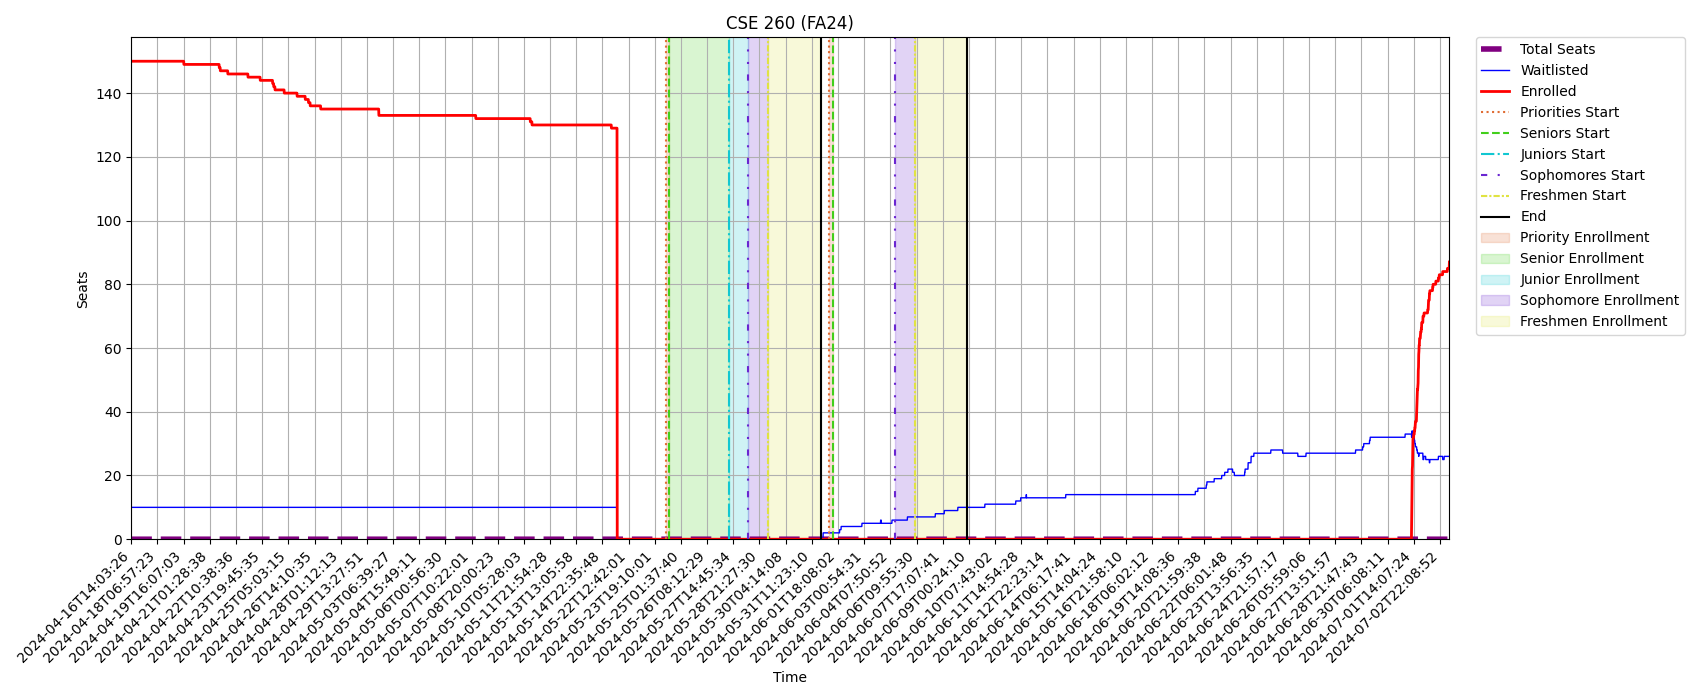 CSE 260 (FA24)
Seats
140
120
100
80
60
40
20
0
2024-04-16T14:03:26
2024-04-18T06:57:23
2024-04-19T16:07:03
2024-04-21T01:28:38
2024-04-22T10:38:36
2024-04-23T19:45:35
2024-04-25T05:03:15
2024-04-26T14:10:35
2024-04-28T01:12:13
2024-04-29T13:27:51
2024-05-03T06:39:27
2024-05-04T15:49:11
2024-05-07T00:56:30
2024-05-07T10:22:01
2024-05-08T20:00:23
2024-05-10T05:28:03
2024-05-11T21:54:28
2024-05-13T13:05:58
2024-05-14T22:35:48
2024-05-22T12:42:01
2024-05-23T19:10:01
2024-05-25T01:37:40
2024-05-26T08:12:29
2024-05-27T14:45:34
2024-05-28T21:27:30
2024-05-30T04:14:08
2024-05-31T11:23:10
2024-06-01T18:08:02
2024-06-03T00:54:31
2024-06-04T07:50:52
2024-06-06T09:55:30
2024-06-07T17:07:41
2024-06-09T00:24:10
2024-06-10T07:43:02
2024-06-11T14:54:28
2024-06-12T22:23:14
2024-06-14T06:17:41
2024-06-15T14:04:24
2024-06-16T21:58:10
2024-06-18T06:02:12
2024-06-19T14:08:36
2024-06-20T21:59:38
2024-06-22T06:01:48
2024-06-23T13:56:35
2024-06-24T21:57:17
2024-06-26T05:59:06
2024-06-27T13:51:57
2024-06-28T21:47:43
2024-06-30T06:08:11
2024-07-01T14:07:24
2024-07-02T22:08:52
Time
Total Seats
Waitlisted
Enrolled
Priorities Start
Seniors Start
Juniors Start
Sophomores Start
Freshmen Start
End
Priority Enrollment
Senior Enrollment
Junior Enrollment
Sophomore Enrollment
Freshmen Enrollment